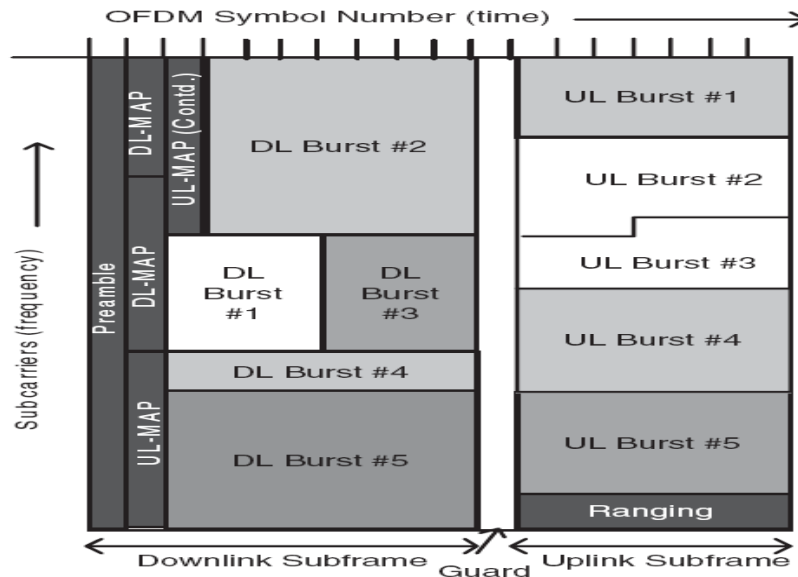 OFDM Symbol Number (time)
Subcarriers (frequency)
Preamble
DL-MAP
DL-MAP
UL-MAP
UL-MAP (Contd.)
DL Burst #2
DL
Burst
#1
DL
Burst
#3
DL Burst #4
DL Burst #5
UL Burst #1
UL Burst #2
UL Burst #3
UL Burst #4
UL Burst #5
Ranging
Downlink Subframe
Guard
Uplink Subframe